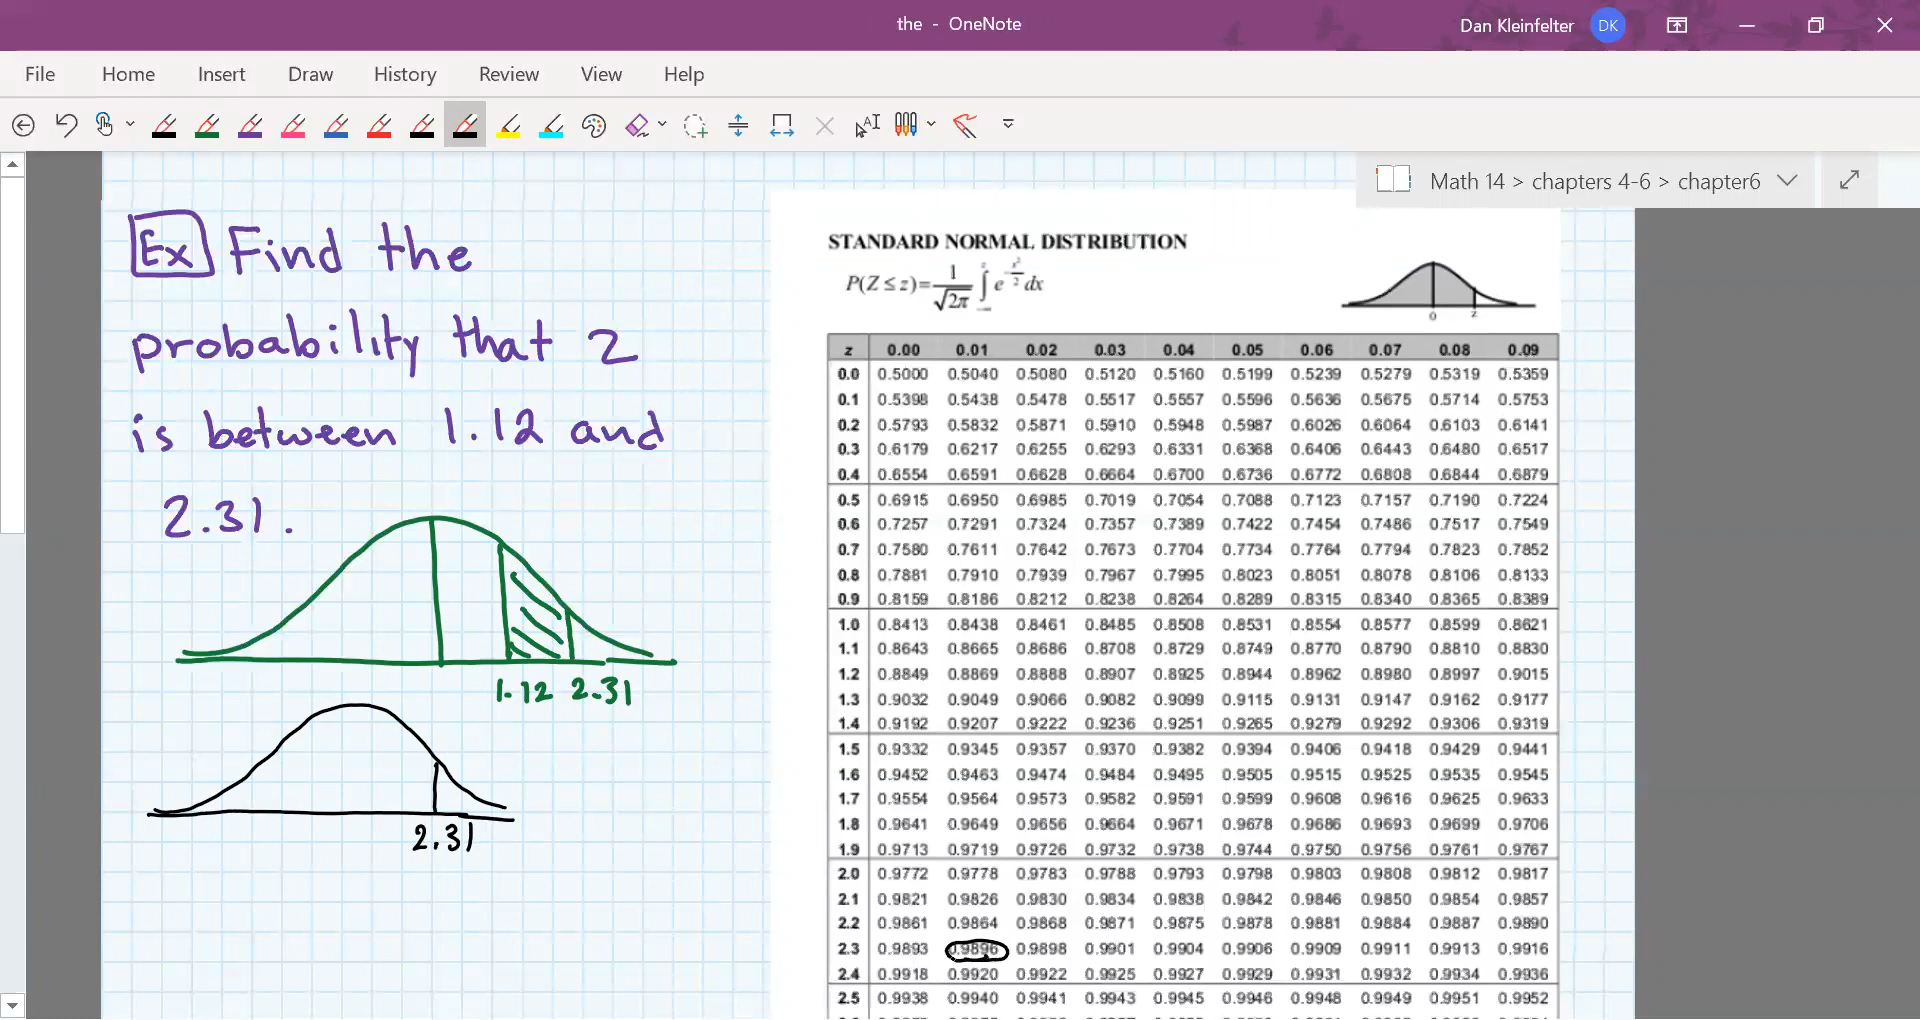 the - OneNote
Dan Kleinfelter DK
File Home Insert Draw History Review View Help
Math 14 > chapters 4-6 > chapter6
Ex Find the
probability that z
is between 1.12 and
2.31.
1.12 2.31
2.31
STANDARD NORMAL DISTRIBUTION
P(Z ≤ z)= 1/√2π ∫ e^-x²/2 dx
0 z
z 0.00 0.01 0.02 0.03 0.04 0.05 0.06 0.07 0.08 0.09
0.0 0.5000 0.5040 0.5080 0.5120 0.5160 0.5199 0.5239 0.5279 0.5319 0.5359
0.1 0.5398 0.5438 0.5478 0.5517 0.5557 0.5596 0.5636 0.5675 0.5714 0.5753
0.2 0.5793 0.5832 0.5871 0.5910 0.5948 0.5987 0.6026 0.6064 0.6103 0.6141
0.3 0.6179 0.6217 0.6255 0.6293 0.6331 0.6368 0.6406 0.6443 0.6480 0.6517
0.4 0.6554 0.6591 0.6628 0.6664 0.6700 0.6736 0.6772 0.6808 0.6844 0.6879
0.5 0.6915 0.6950 0.6985 0.7019 0.7054 0.7088 0.7123 0.7157 0.7190 0.7224
0.6 0.7257 0.7291 0.7324 0.7357 0.7389 0.7422 0.7454 0.7486 0.7517 0.7549
0.7 0.7580 0.7611 0.7642 0.7673 0.7704 0.7734 0.7764 0.7794 0.7823 0.7852
0.8 0.7881 0.7910 0.7939 0.7967 0.7995 0.8023 0.8051 0.8078 0.8106 0.8133
0.9 0.8159 0.8186 0.8212 0.8238 0.8264 0.8289 0.8315 0.8340 0.8365 0.8389
1.0 0.8413 0.8438 0.8461 0.8485 0.8508 0.8531 0.8554 0.8577 0.8599 0.8621
1.1 0.8643 0.8665 0.8686 0.8708 0.8729 0.8749 0.8770 0.8790 0.8810 0.8830
1.2 0.8849 0.8869 0.8888 0.8907 0.8925 0.8944 0.8962 0.8980 0.8997 0.9015
1.3 0.9032 0.9049 0.9066 0.9082 0.9099 0.9115 0.9131 0.9147 0.9162 0.9177
1.4 0.9192 0.9207 0.9222 0.9236 0.9251 0.9265 0.9279 0.9292 0.9306 0.9319
1.5 0.9332 0.9345 0.9357 0.9370 0.9382 0.9394 0.9406 0.9418 0.9429 0.9441
1.6 0.9452 0.9463 0.9474 0.9484 0.9495 0.9505 0.9515 0.9525 0.9535 0.9545
1.7 0.9554 0.9564 0.9573 0.9582 0.9591 0.9599 0.9608 0.9616 0.9625 0.9633
1.8 0.9641 0.9649 0.9656 0.9664 0.9671 0.9678 0.9686 0.9693 0.9699 0.9706
1.9 0.9713 0.9719 0.9726 0.9732 0.9738 0.9744 0.9750 0.9756 0.9761 0.9767
2.0 0.9772 0.9778 0.9783 0.9788 0.9793 0.9798 0.9803 0.9808 0.9812 0.9817
2.1 0.9821 0.9826 0.9830 0.9834 0.9838 0.9842 0.9846 0.9850 0.9854 0.9857
2.2 0.9861 0.9864 0.9868 0.9871 0.9875 0.9878 0.9881 0.9884 0.9887 0.9890
2.3 0.9893 0.9896 0.9898 0.9901 0.9904 0.9906 0.9909 0.9911 0.9913 0.9916
2.4 0.9918 0.9920 0.9922 0.9925 0.9927 0.9929 0.9931 0.9932 0.9934 0.9936
2.5 0.9938 0.9940 0.9941 0.9943 0.9945 0.9946 0.9948 0.9949 0.9951 0.9952